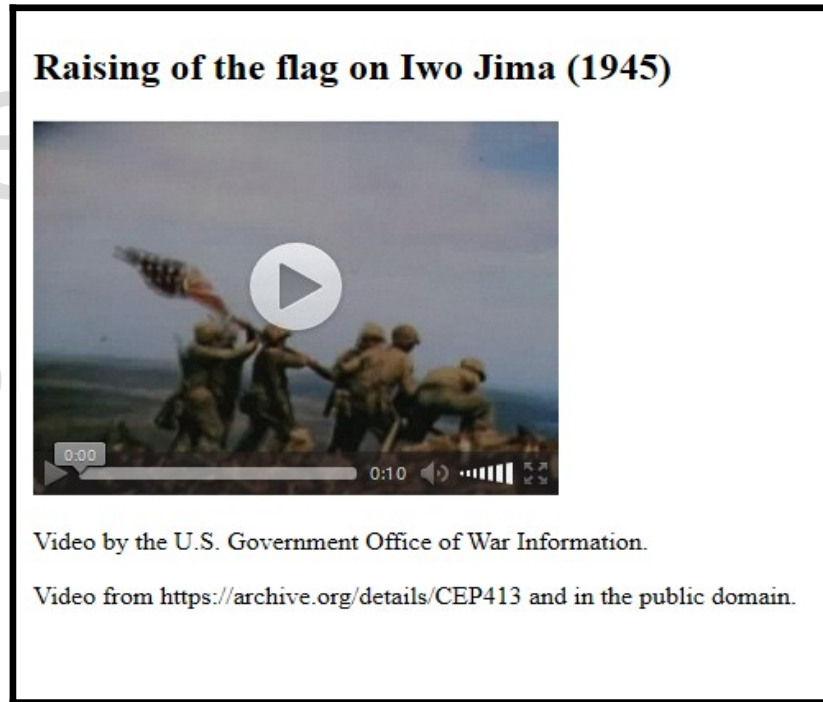 Raising of the flag on Iwo Jima (1945)
0:00
0:10
Video by the U.S. Government Office of War Information.
Video from https://archive.org/details/CEP413 and in the public domain.